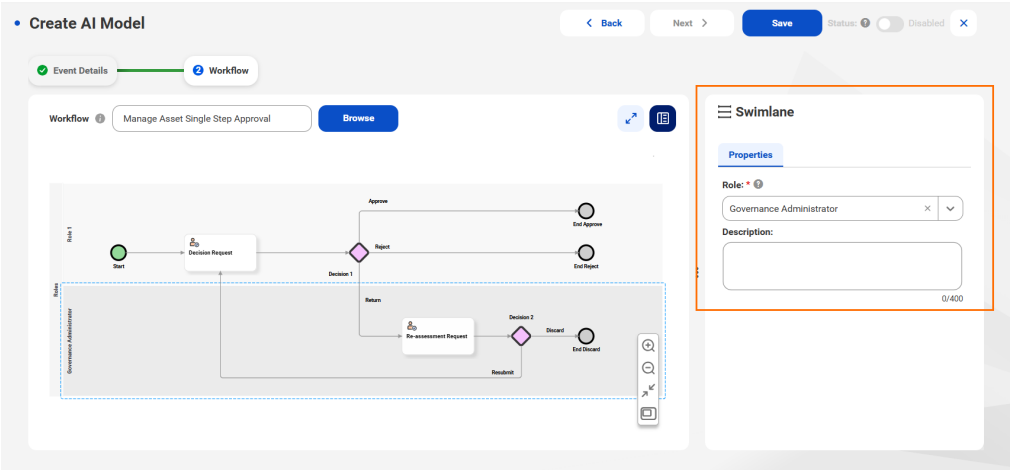 Create AI Model
Back
Next
Save
Status:
Disabled
Event Details
2 Workflow
Workflow
Manage Asset Single Step Approval
Browse
Swimlane
Properties
Role: *
Governance Administrator
Description:
0/400
Roles
Role 1
Governance Administrator
Start
Decision Request
Decision 1
Approve
End Approve
Reject
End Reject
Return
Re-assessment Request
Decision 2
Discard
End Discard
Resubmit